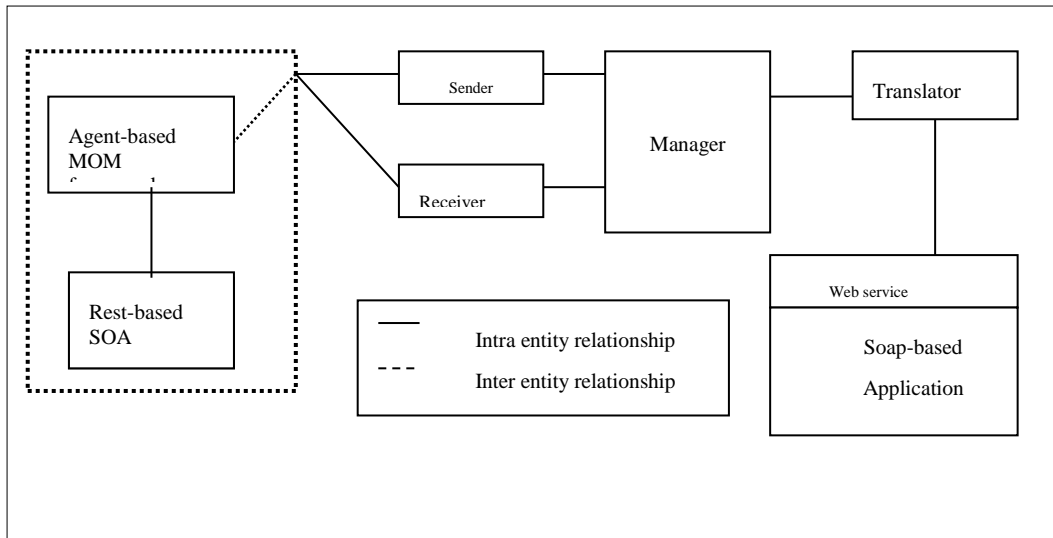 Agent-based
MOM
Rest-based
SOA
Sender
Receiver
Manager
Translator
Web service
Soap-based
Application
Intra entity relationship
Inter entity relationship